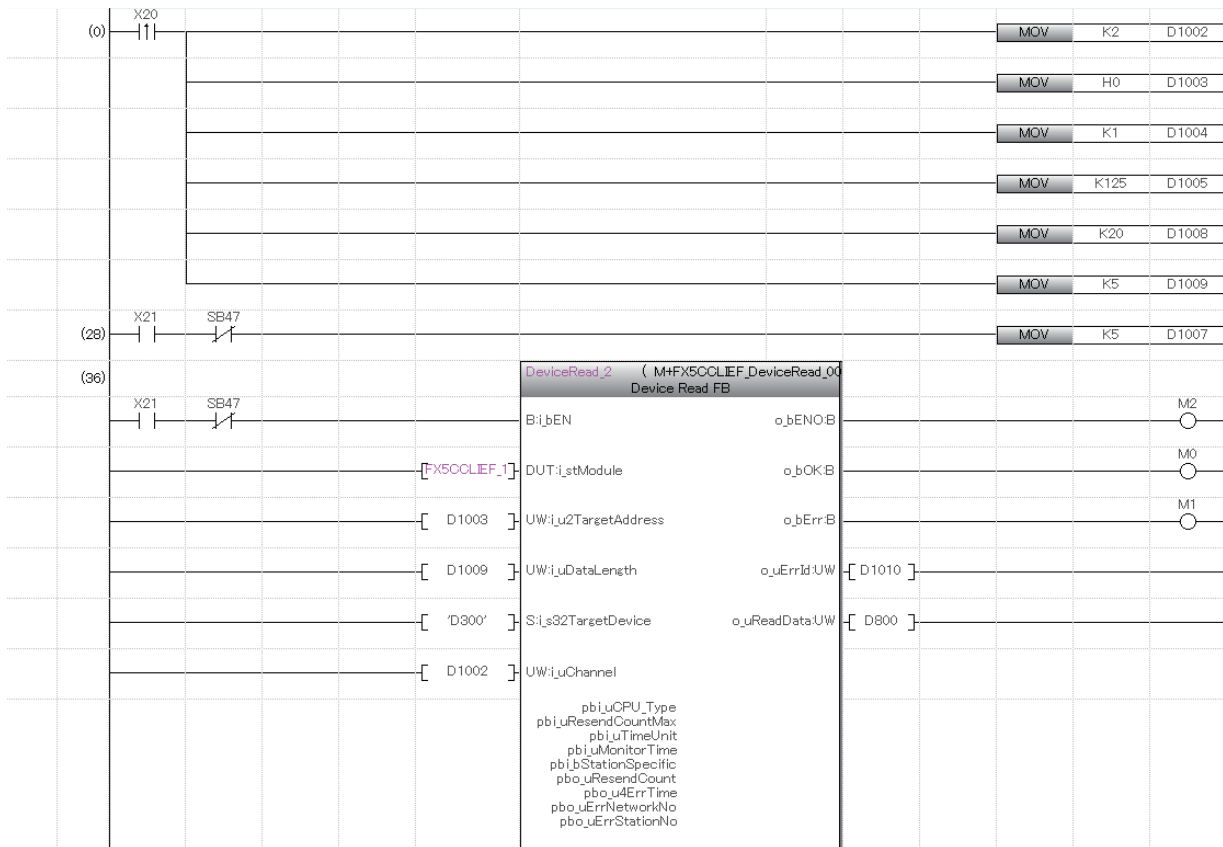 X20
(0) MOV K2 D1002
MOV H0 D1003
MOV K1 D1004
MOV K125 D1005
MOV K20 D1008
MOV K5 D1009
X21 SB47
(28) MOV K5 D1007
(36) DeviceRead_2 ( M+FX5CCLIEF_DeviceRead_00
Device Read FB
X21 SB47 M2
B:i_bEN o_bENO:B
M0
FX5CCLIEF_1 DUT:i_stModule o_bOK:B
M1
D1003 UW:i_u2TargetAddress o_bErr:B
D1009 UW:i_uDataLength o_uErrId:UW D1010
'D300' S:i_s32TargetDevice o_uReadData:UW D800
D1002 UW:i_uChannel
pbi_uCPU_Type
pbi_uResendCountMax
pbi_uTimeUnit
pbi_uMonitorTime
pbi_bStationSpecific
pbo_uResendCount
pbo_u4ErrTime
pbo_uErrNetworkNo
pbo_uErrStationNo